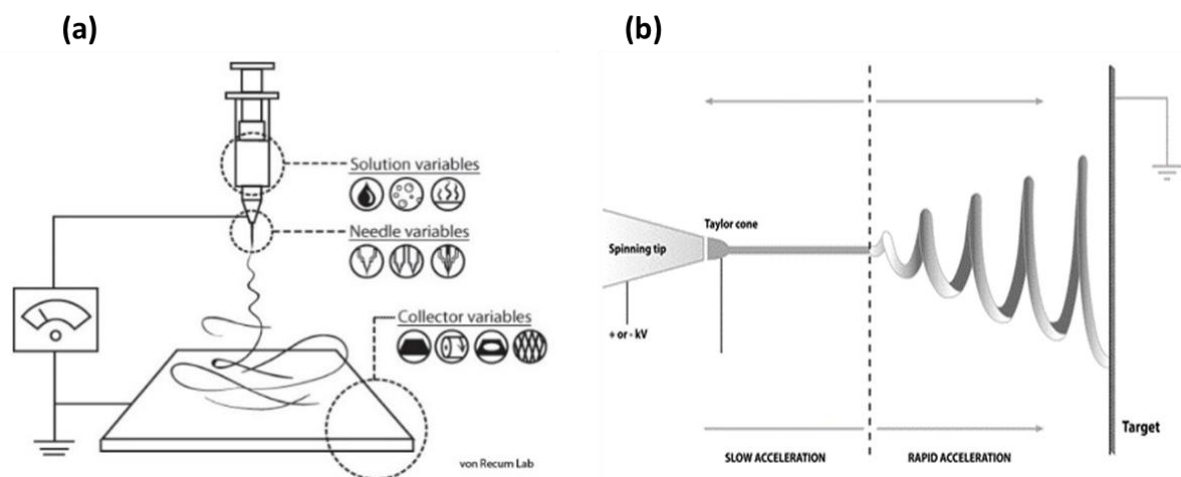 (a)
Solution variables
Needle variables
Collector variables
von Recum Lab
(b)
Spinning tip
Taylor cone
+ or - kV
Target
SLOW ACCELERATION
RAPID ACCELERATION